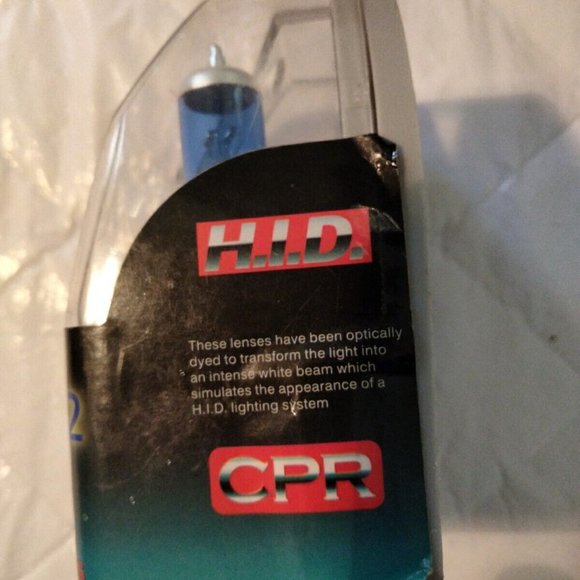 H.I.D.
These lenses have been optically
dyed to transform the light into
an intense white beam which
simulates the appearance of a
H.I.D. lighting system
2
CPR